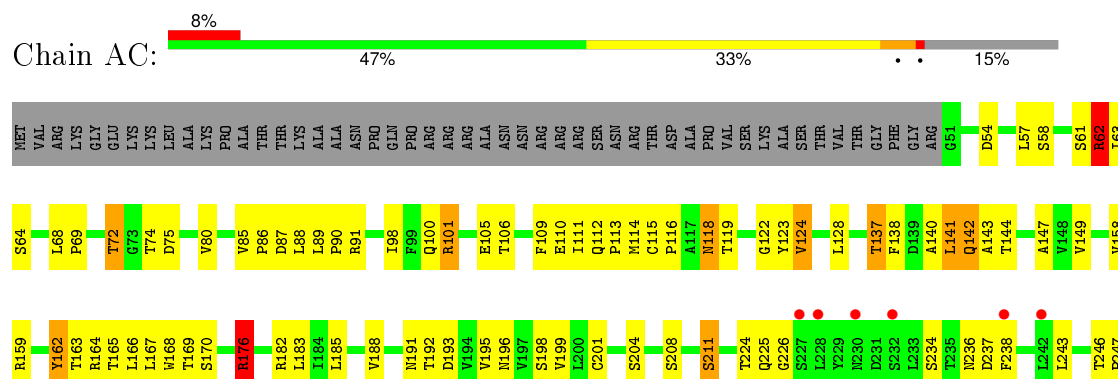 8%
Chain AC:
47% 33% • • 15%
MET VAL ARG LYS GLY GLU LYS LYS LEU ALA LYS PRO ALA THR THR LYS ALA ALA ASN PRO GLN PRO ARG ARG ARG ALA ASN ASN ARG ARG ARG SER ASN ARG THR ASP ALA PRO VAL SER LYS ALA SER THR VAL THR GLY PHE GLY ARG G51 D54 L57 S58 S61 R62
S64 L68 P69 T72 G73 T74 D75 V80 V85 P86 D87 L88 L89 P90 R91 I98 F99 Q100 R101 E105 T106 F109 E110 I111 Q112 P113 M114 C115 P116 A117 N118 T119 G122 Y123 V124 L128 T137 F138 D139 A140 L141 Q142 A143 T144 A147 V148 V149
R159 Y162 T163 R164 T165 L166 L167 W168 T169 S170 R176 R182 L183 I184 L185 V188 N191 T192 D193 V194 V195 N196 V197 S198 V199 L200 C201 S204 S208 S211 T224 Q225 G226 S227 L228 Y229 N230 D231 S232 L233 S234 T235 N236 D237 F238 L242 L243 T246